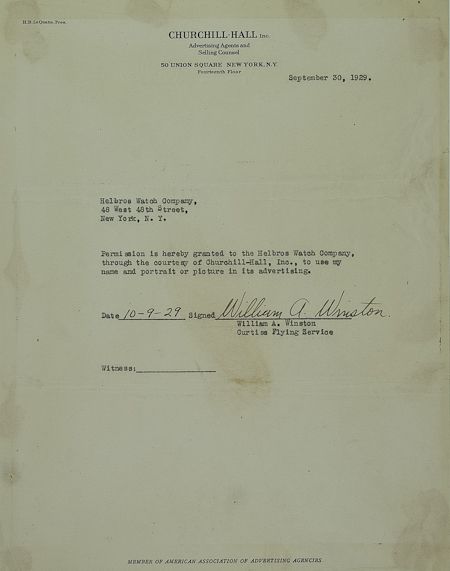 H.B. LeQuatte, Pres.
CHURCHILL-HALL Inc.
Advertising Agents and
Selling Counsel
50 UNION SQUARE NEW YORK, N.Y.
Fourteenth Floor
September 30, 1929.
Helbros Watch Company,
48 West 48th Street,
New York, N. Y.
Permission is hereby granted to the Helbros Watch Company,
through the courtesy of Churchill-Hall, Inc., to use my
name and portrait or picture in its advertising.
Date 10-9-29 Signed William A. Winston.
William A. Winston
Curtiss Flying Service
Witness:
MEMBER OF AMERICAN ASSOCIATION OF ADVERTISING AGENCIES